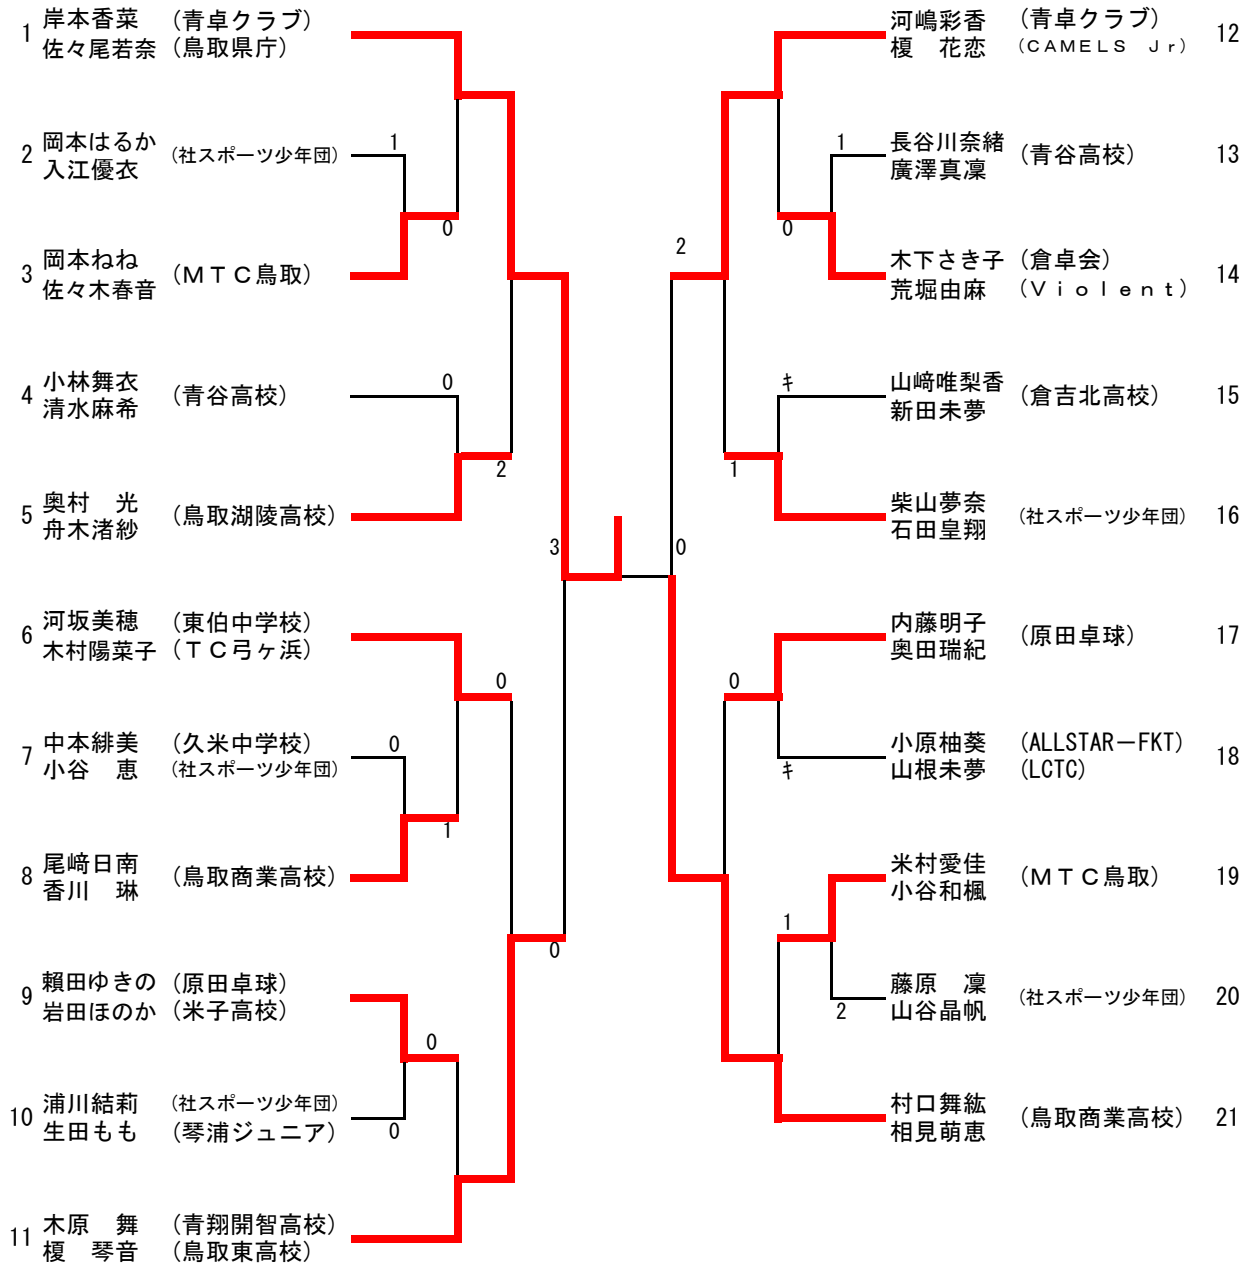 1 岸本香菜 (青卓クラブ)
佐々尾若奈 (鳥取県庁)
2 岡本はるか (社スポーツ少年団) 1
入江優衣
0
3 岡本ねね (ＭＴＣ鳥取)
佐々木春音
4 小林舞衣 (青谷高校) 0
清水麻希
2
5 奥村　光 (鳥取湖陵高校)
舟木渚紗
3
6 河坂美穂 (東伯中学校)
木村陽菜子 (ＴＣ弓ヶ浜)
0
7 中本緋美 (久米中学校) 0
小谷　恵 (社スポーツ少年団)
1
8 尾﨑日南 (鳥取商業高校)
香川　琳
0
9 賴田ゆきの (原田卓球)
岩田ほのか (米子高校)
0
10 浦川結莉 (社スポーツ少年団)
生田もも (琴浦ジュニア) 0
11 木原　舞 (青翔開智高校)
榎　琴音 (鳥取東高校)
河嶋彩香 (青卓クラブ) 12
榎　花恋 (ＣＡＭＥＬＳ　Ｊｒ)
1 長谷川奈緒 (青谷高校) 13
廣澤真凜
0
2
木下さき子 (倉卓会) 14
荒堀由麻 (Ｖｉｏｌｅｎｔ)
キ 山﨑唯梨香 (倉吉北高校) 15
新田未夢
1
柴山夢奈 (社スポーツ少年団) 16
石田皇翔
0
内藤明子 (原田卓球) 17
奥田瑞紀
0
小原柚葵 (ALLSTAR－FKT) 18
キ 山根未夢 (LCTC)
米村愛佳 (ＭＴＣ鳥取) 19
小谷和楓
1
藤原　凜 (社スポーツ少年団) 20
2 山谷晶帆
村口舞紘 (鳥取商業高校) 21
相見萌恵